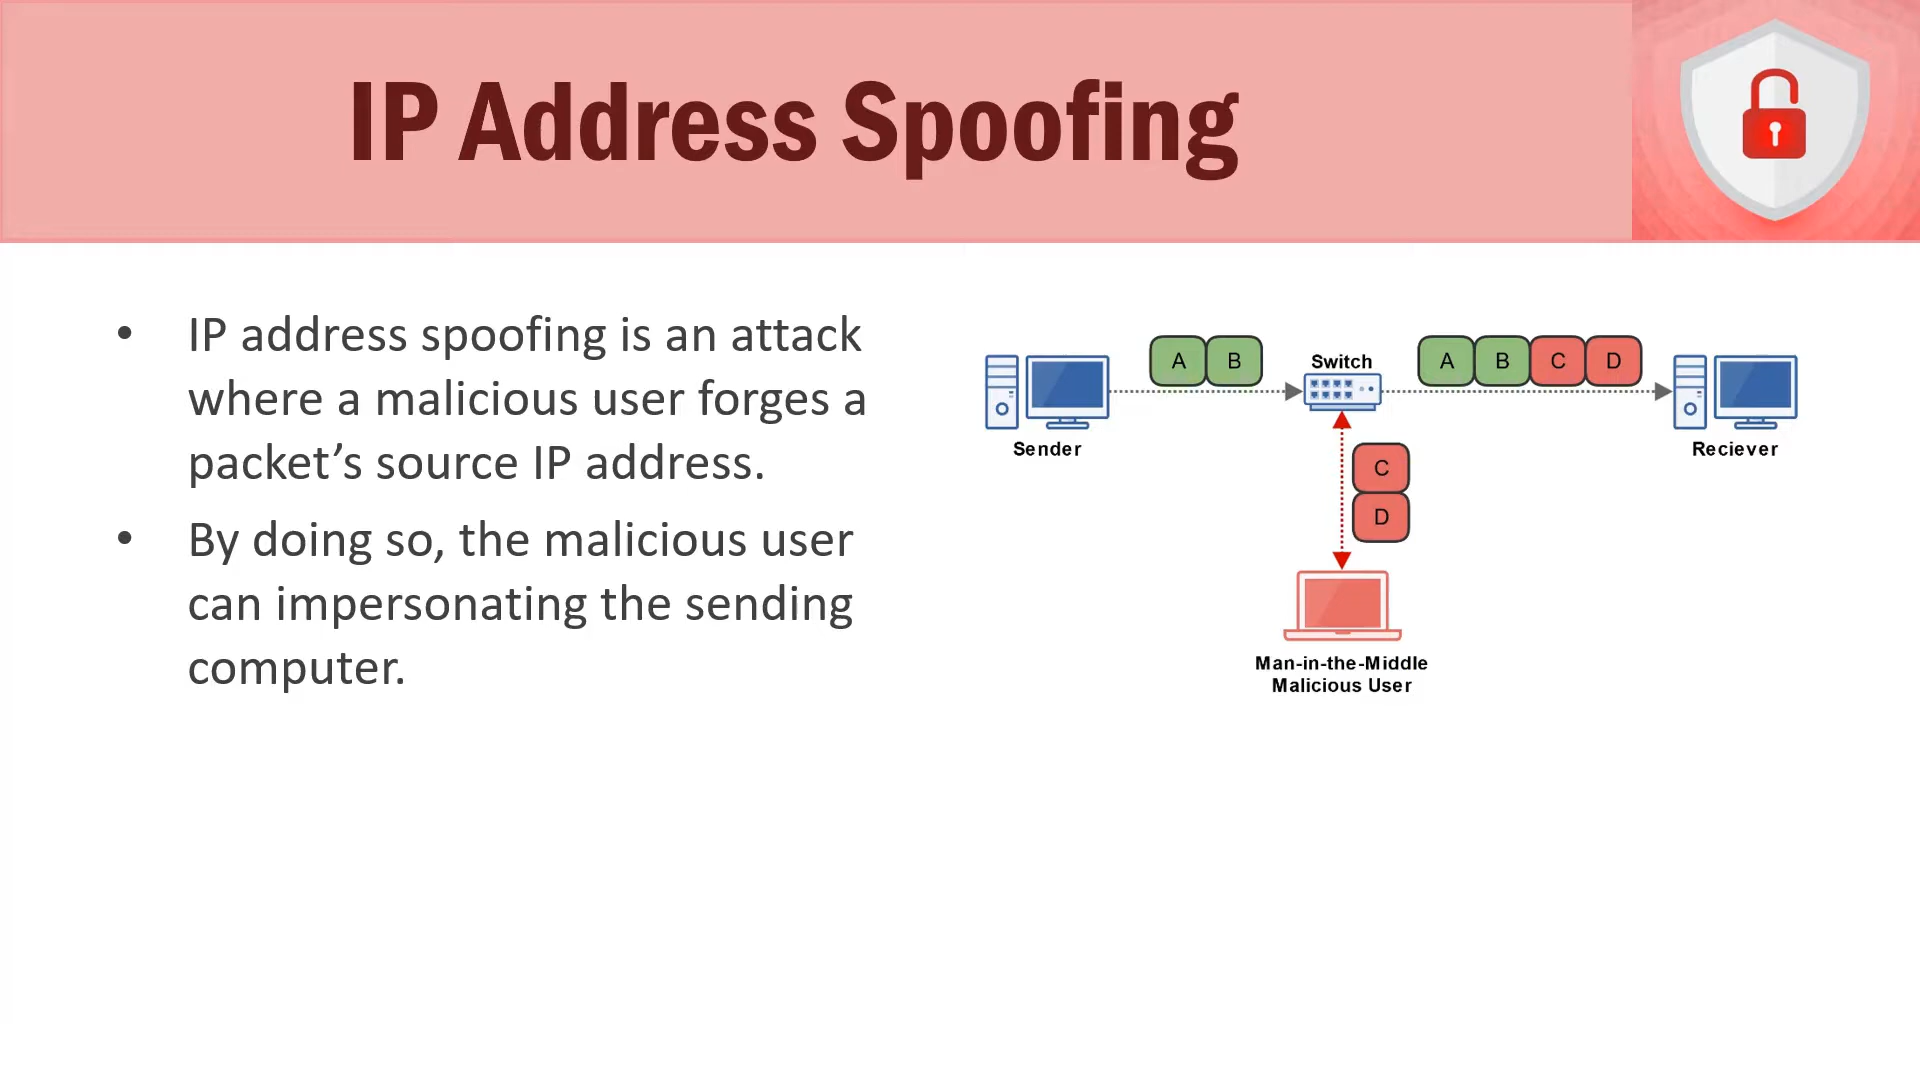 IP Address Spoofing
• IP address spoofing is an attack
where a malicious user forges a
packet’s source IP address.
• By doing so, the malicious user
can impersonating the sending
computer.
A B
Switch
A B C D
Sender
Reciever
C
D
Man-in-the-Middle
Malicious User